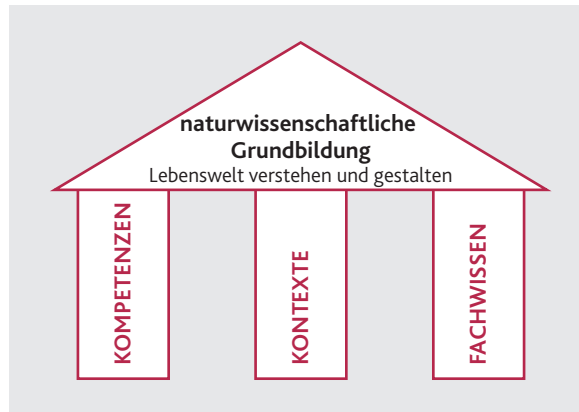 naturwissenschaftliche
Grundbildung
Lebenswelt verstehen und gestalten
KOMPETENZEN
KONTEXTE
FACHWISSEN